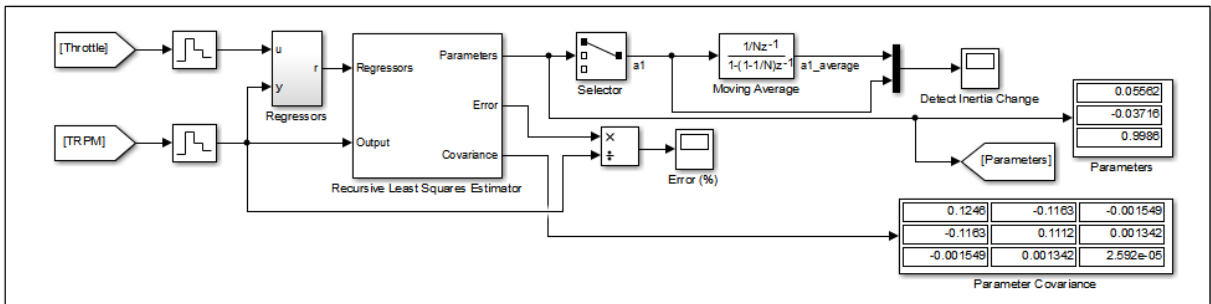 [Throttle]
u
y
r
Regressors
[TRPM]
Regressors
Output
Parameters
Error
Covariance
Recursive Least Squares Estimator
Selector
a1
1/Nz-1
1-(1-1/N)z-1
Moving Average
a1_average
Detect Inertia Change
×
÷
Error (%)
[Parameters]
0.05562
-0.03716
0.9986
Parameters
0.1246 -0.1163 -0.001549
-0.1163 0.1112 0.001342
-0.001549 0.001342 2.592e-05
Parameter Covariance